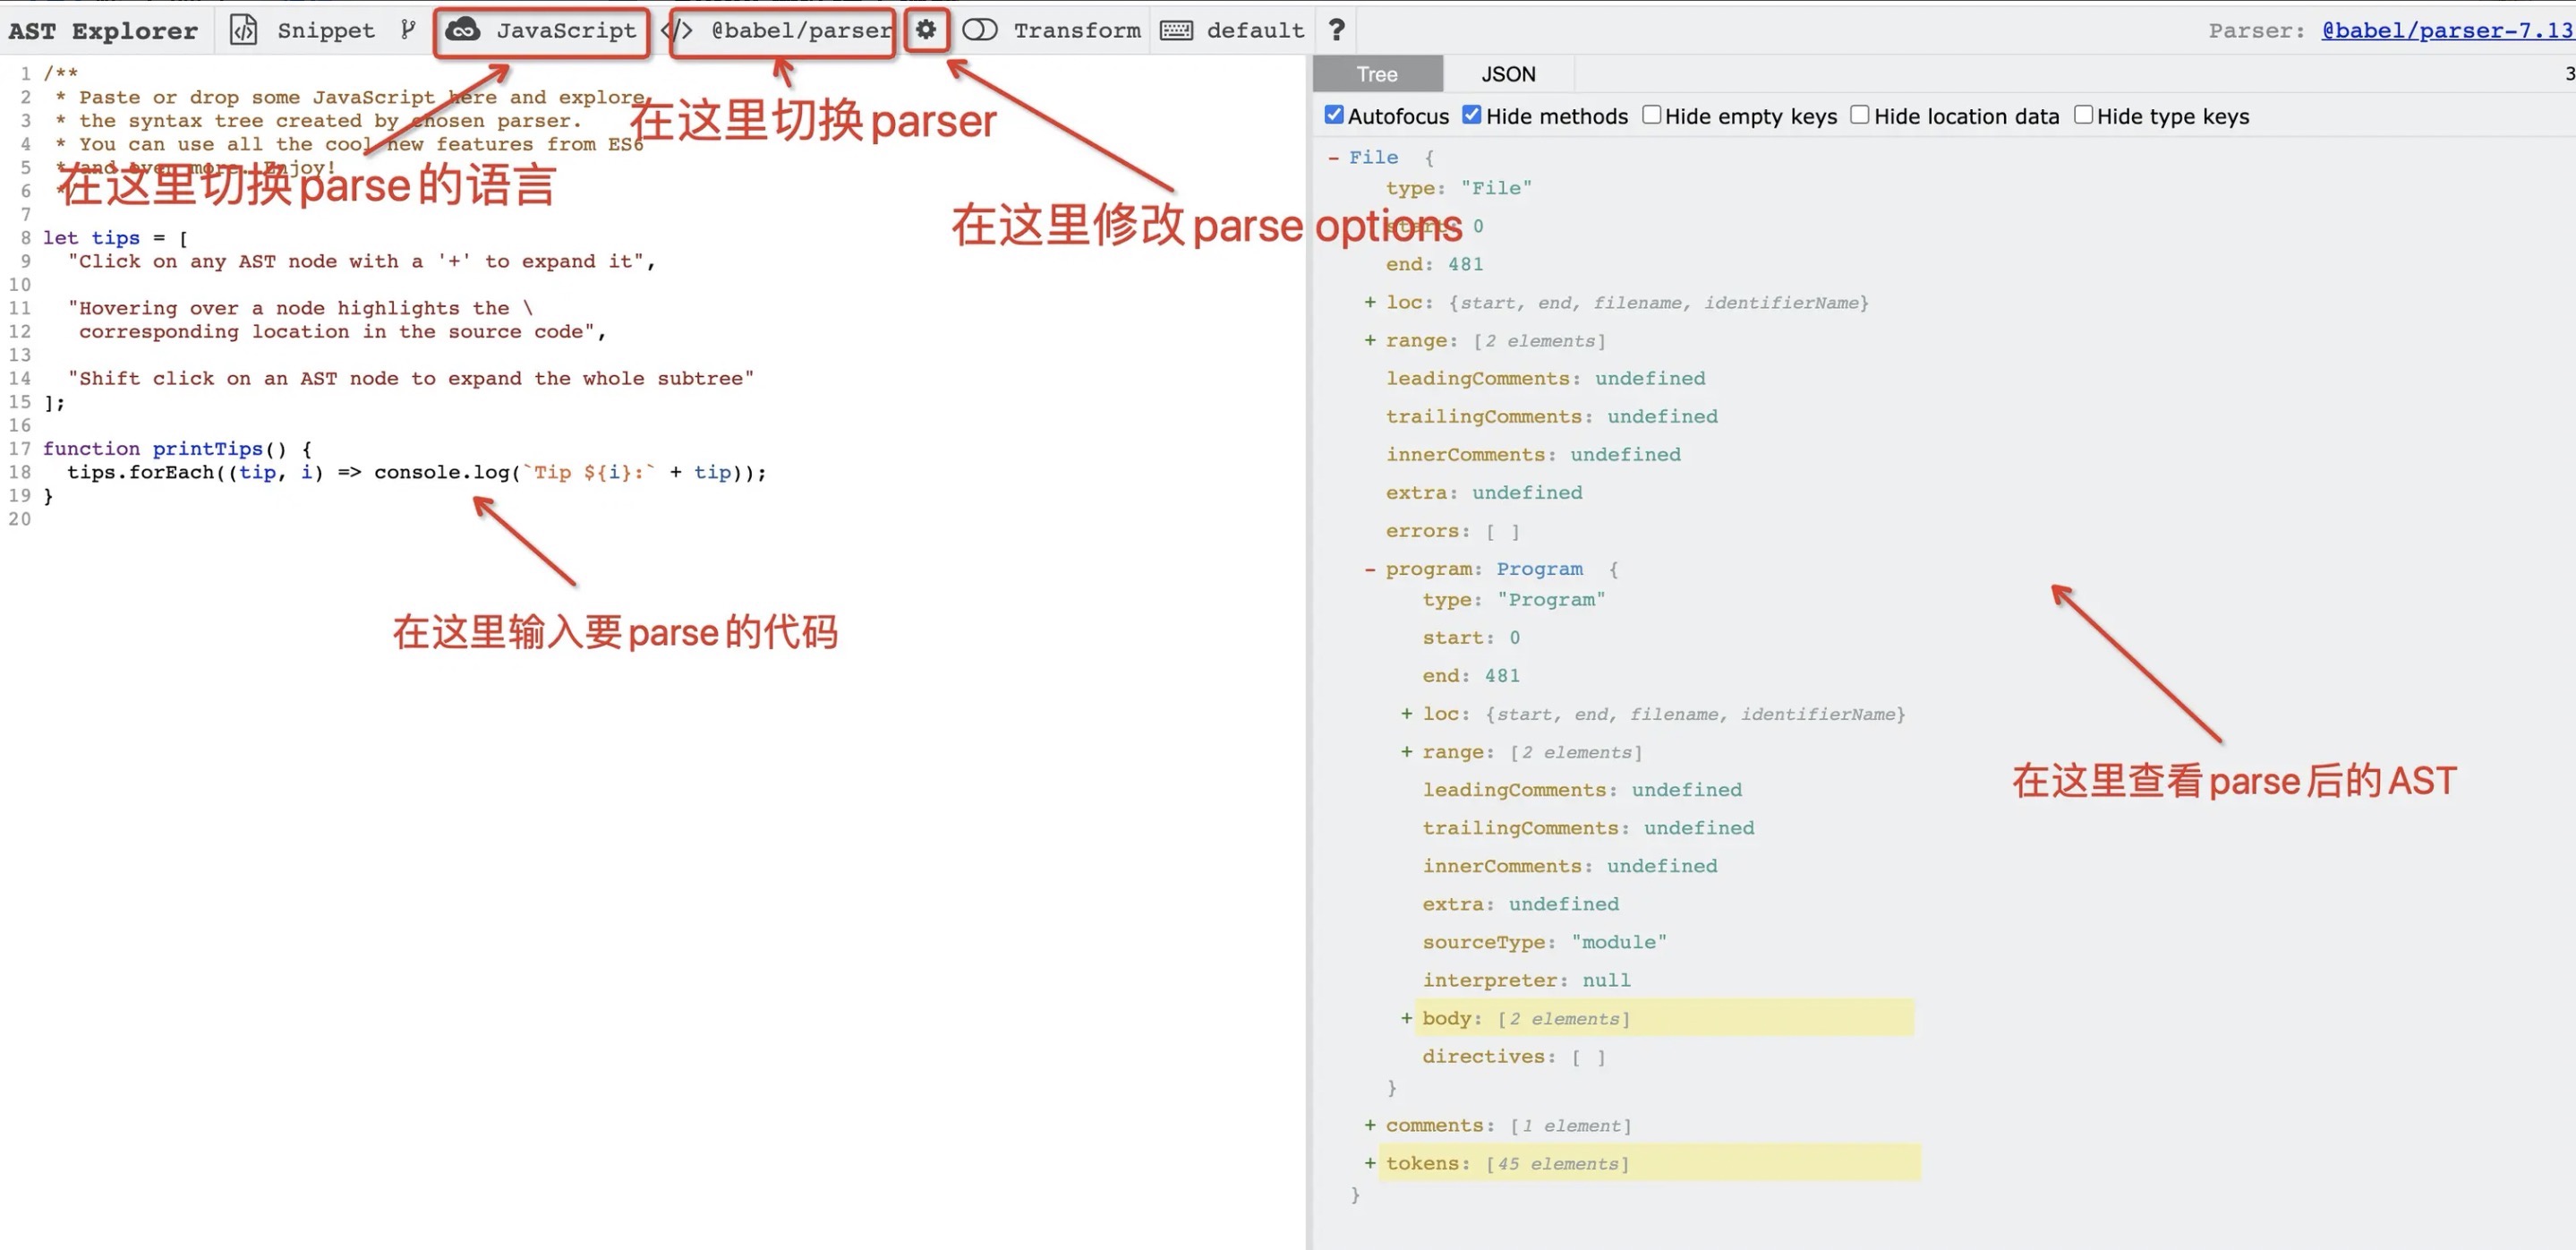 AST Explorer Snippet JavaScript </> @babel/parser Transform default ? Parser: @babel/parser-7.13
1 /**
2 * Paste or drop some JavaScript here and explore
3 * the syntax tree created by chosen parser.
4 * You can use all the cool new features from ES6
5 * and even more. Enjoy!
6 */
7
8 let tips = [
9 "Click on any AST node with a '+' to expand it",
10
11 "Hovering over a node highlights the \
12 corresponding location in the source code",
13
14 "Shift click on an AST node to expand the whole subtree"
15 ];
16
17 function printTips() {
18 tips.forEach((tip, i) => console.log(`Tip ${i}:` + tip));
19 }
20
在这里切换parse的语言
在这里切换parser
在这里修改parse options
在这里输入要parse的代码
Tree JSON 3
Autofocus Hide methods Hide empty keys Hide location data Hide type keys
- File {
type: "File"
start: 0
end: 481
+ loc: {start, end, filename, identifierName}
+ range: [2 elements]
leadingComments: undefined
trailingComments: undefined
innerComments: undefined
extra: undefined
errors: [ ]
- program: Program {
type: "Program"
start: 0
end: 481
+ loc: {start, end, filename, identifierName}
+ range: [2 elements]
leadingComments: undefined
trailingComments: undefined
innerComments: undefined
extra: undefined
sourceType: "module"
interpreter: null
+ body: [2 elements]
directives: [ ]
}
+ comments: [1 element]
+ tokens: [45 elements]
}
在这里查看parse后的AST